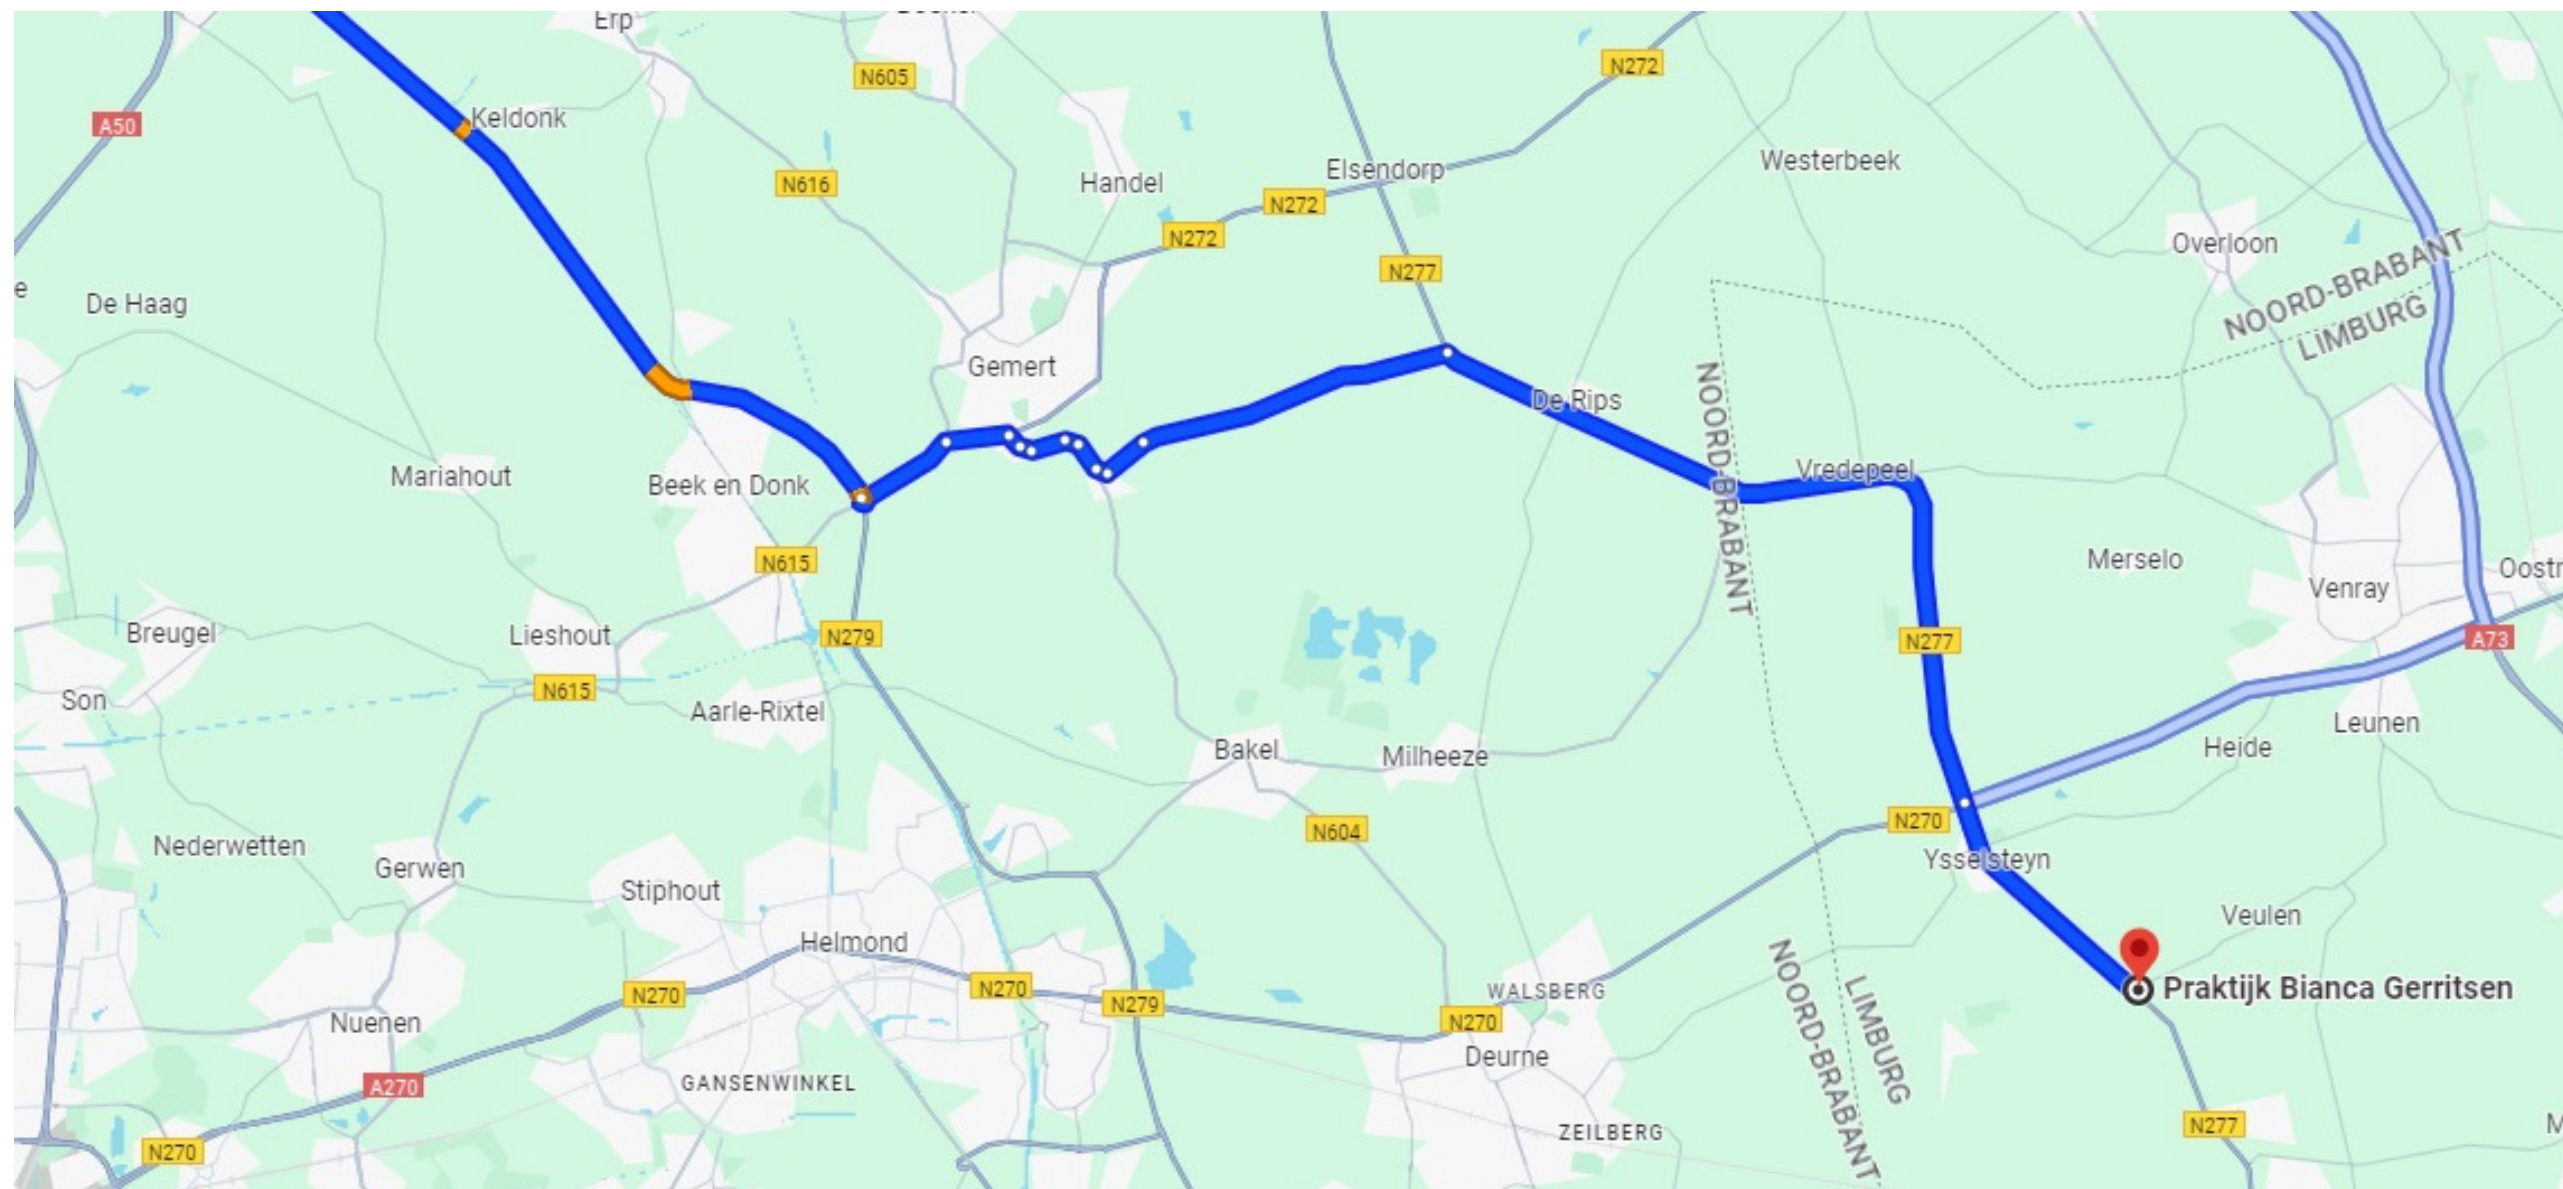 Erp
N605
N272
A50
Keldonk
N616
Handel
Elsendorp
Westerbeek
N272
N272
N277
Overloon
NOORD-BRABANT
LIMBURG
e
De Haag
Gemert
De Rips
NOORD-BRABANT
Mariahout
Beek en Donk
Vredepeel
N615
Merselo
Venray
Oostr
Breugel
Lieshout
N279
N277
A73
Son
N615
Aarle-Rixtel
Bakel
Milheeze
Heide
Leunen
N604
N270
Nederwetten
Gerwen
Stiphout
Ysselsteyn
Veulen
Helmond
N270
N270
N279
WALSBERG
N270
NOORD-BRABANT
LIMBURG
Praktijk Bianca Gerritsen
Nuenen
Deurne
A270
GANSENWINKEL
ZEILBERG
N277
M
N270